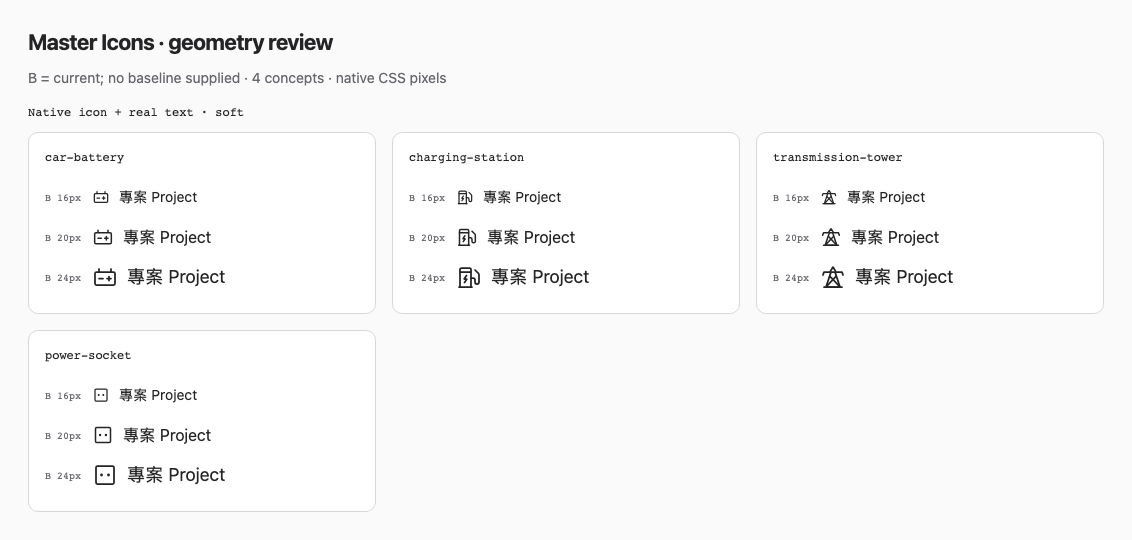 Master Icons · geometry review
B = current; no baseline supplied · 4 concepts · native CSS pixels
Native icon + real text · soft
car-battery
B 16px 專案 Project
B 20px 專案 Project
B 24px 專案 Project
charging-station
B 16px 專案 Project
B 20px 專案 Project
B 24px 專案 Project
transmission-tower
B 16px 專案 Project
B 20px 專案 Project
B 24px 專案 Project
power-socket
B 16px 專案 Project
B 20px 專案 Project
B 24px 專案 Project